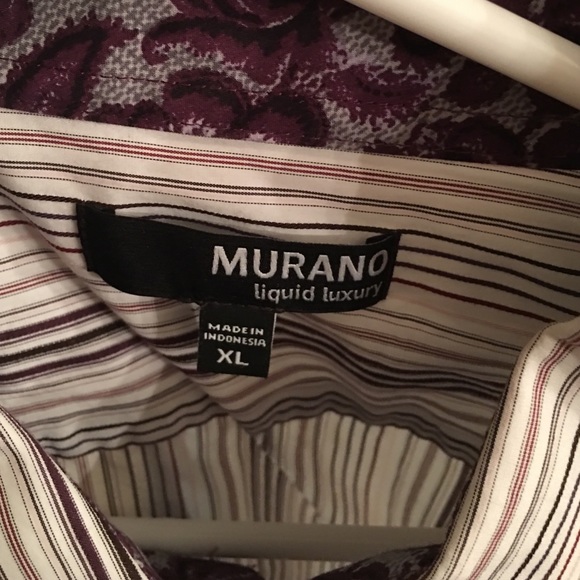 MURANO
liquid luxury
MADE IN
INDONESIA
XL